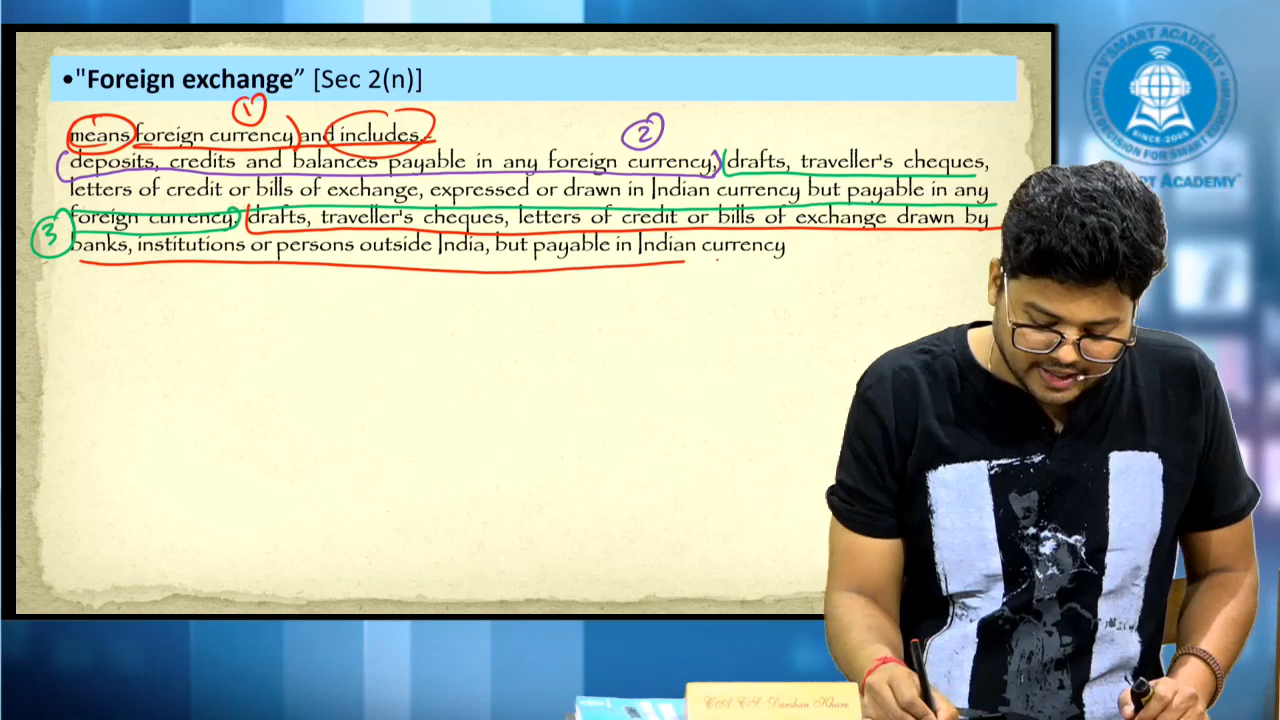 •"Foreign exchange” [Sec 2(n)]
1
means foreign currency and includes-
2
deposits, credits and balances payable in any foreign currency, drafts, traveller's cheques,
letters of credit or bills of exchange, expressed or drawn in Indian currency but payable in any
foreign currency, drafts, traveller's cheques, letters of credit or bills of exchange drawn by
3
banks, institutions or persons outside India, but payable in Indian currency
V'SMART ACADEMY
SMART DECISION FOR SMART
SINCE-2008
T ACADEMY
CA CS Darshan Khare